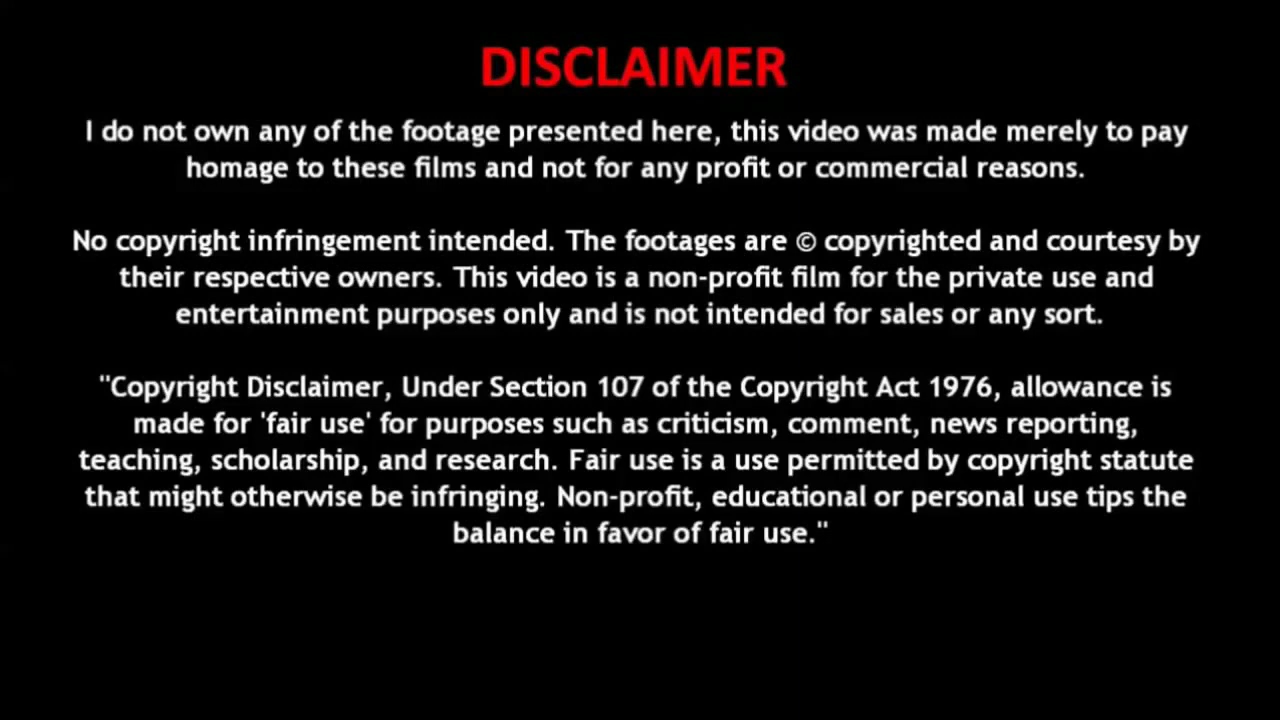 DISCLAIMER
I do not own any of the footage presented here, this video was made merely to pay
homage to these films and not for any profit or commercial reasons.
No copyright infringement intended. The footages are © copyrighted and courtesy by
their respective owners. This video is a non-profit film for the private use and
entertainment purposes only and is not intended for sales or any sort.
"Copyright Disclaimer, Under Section 107 of the Copyright Act 1976, allowance is
made for 'fair use' for purposes such as criticism, comment, news reporting,
teaching, scholarship, and research. Fair use is a use permitted by copyright statute
that might otherwise be infringing. Non-profit, educational or personal use tips the
balance in favor of fair use."